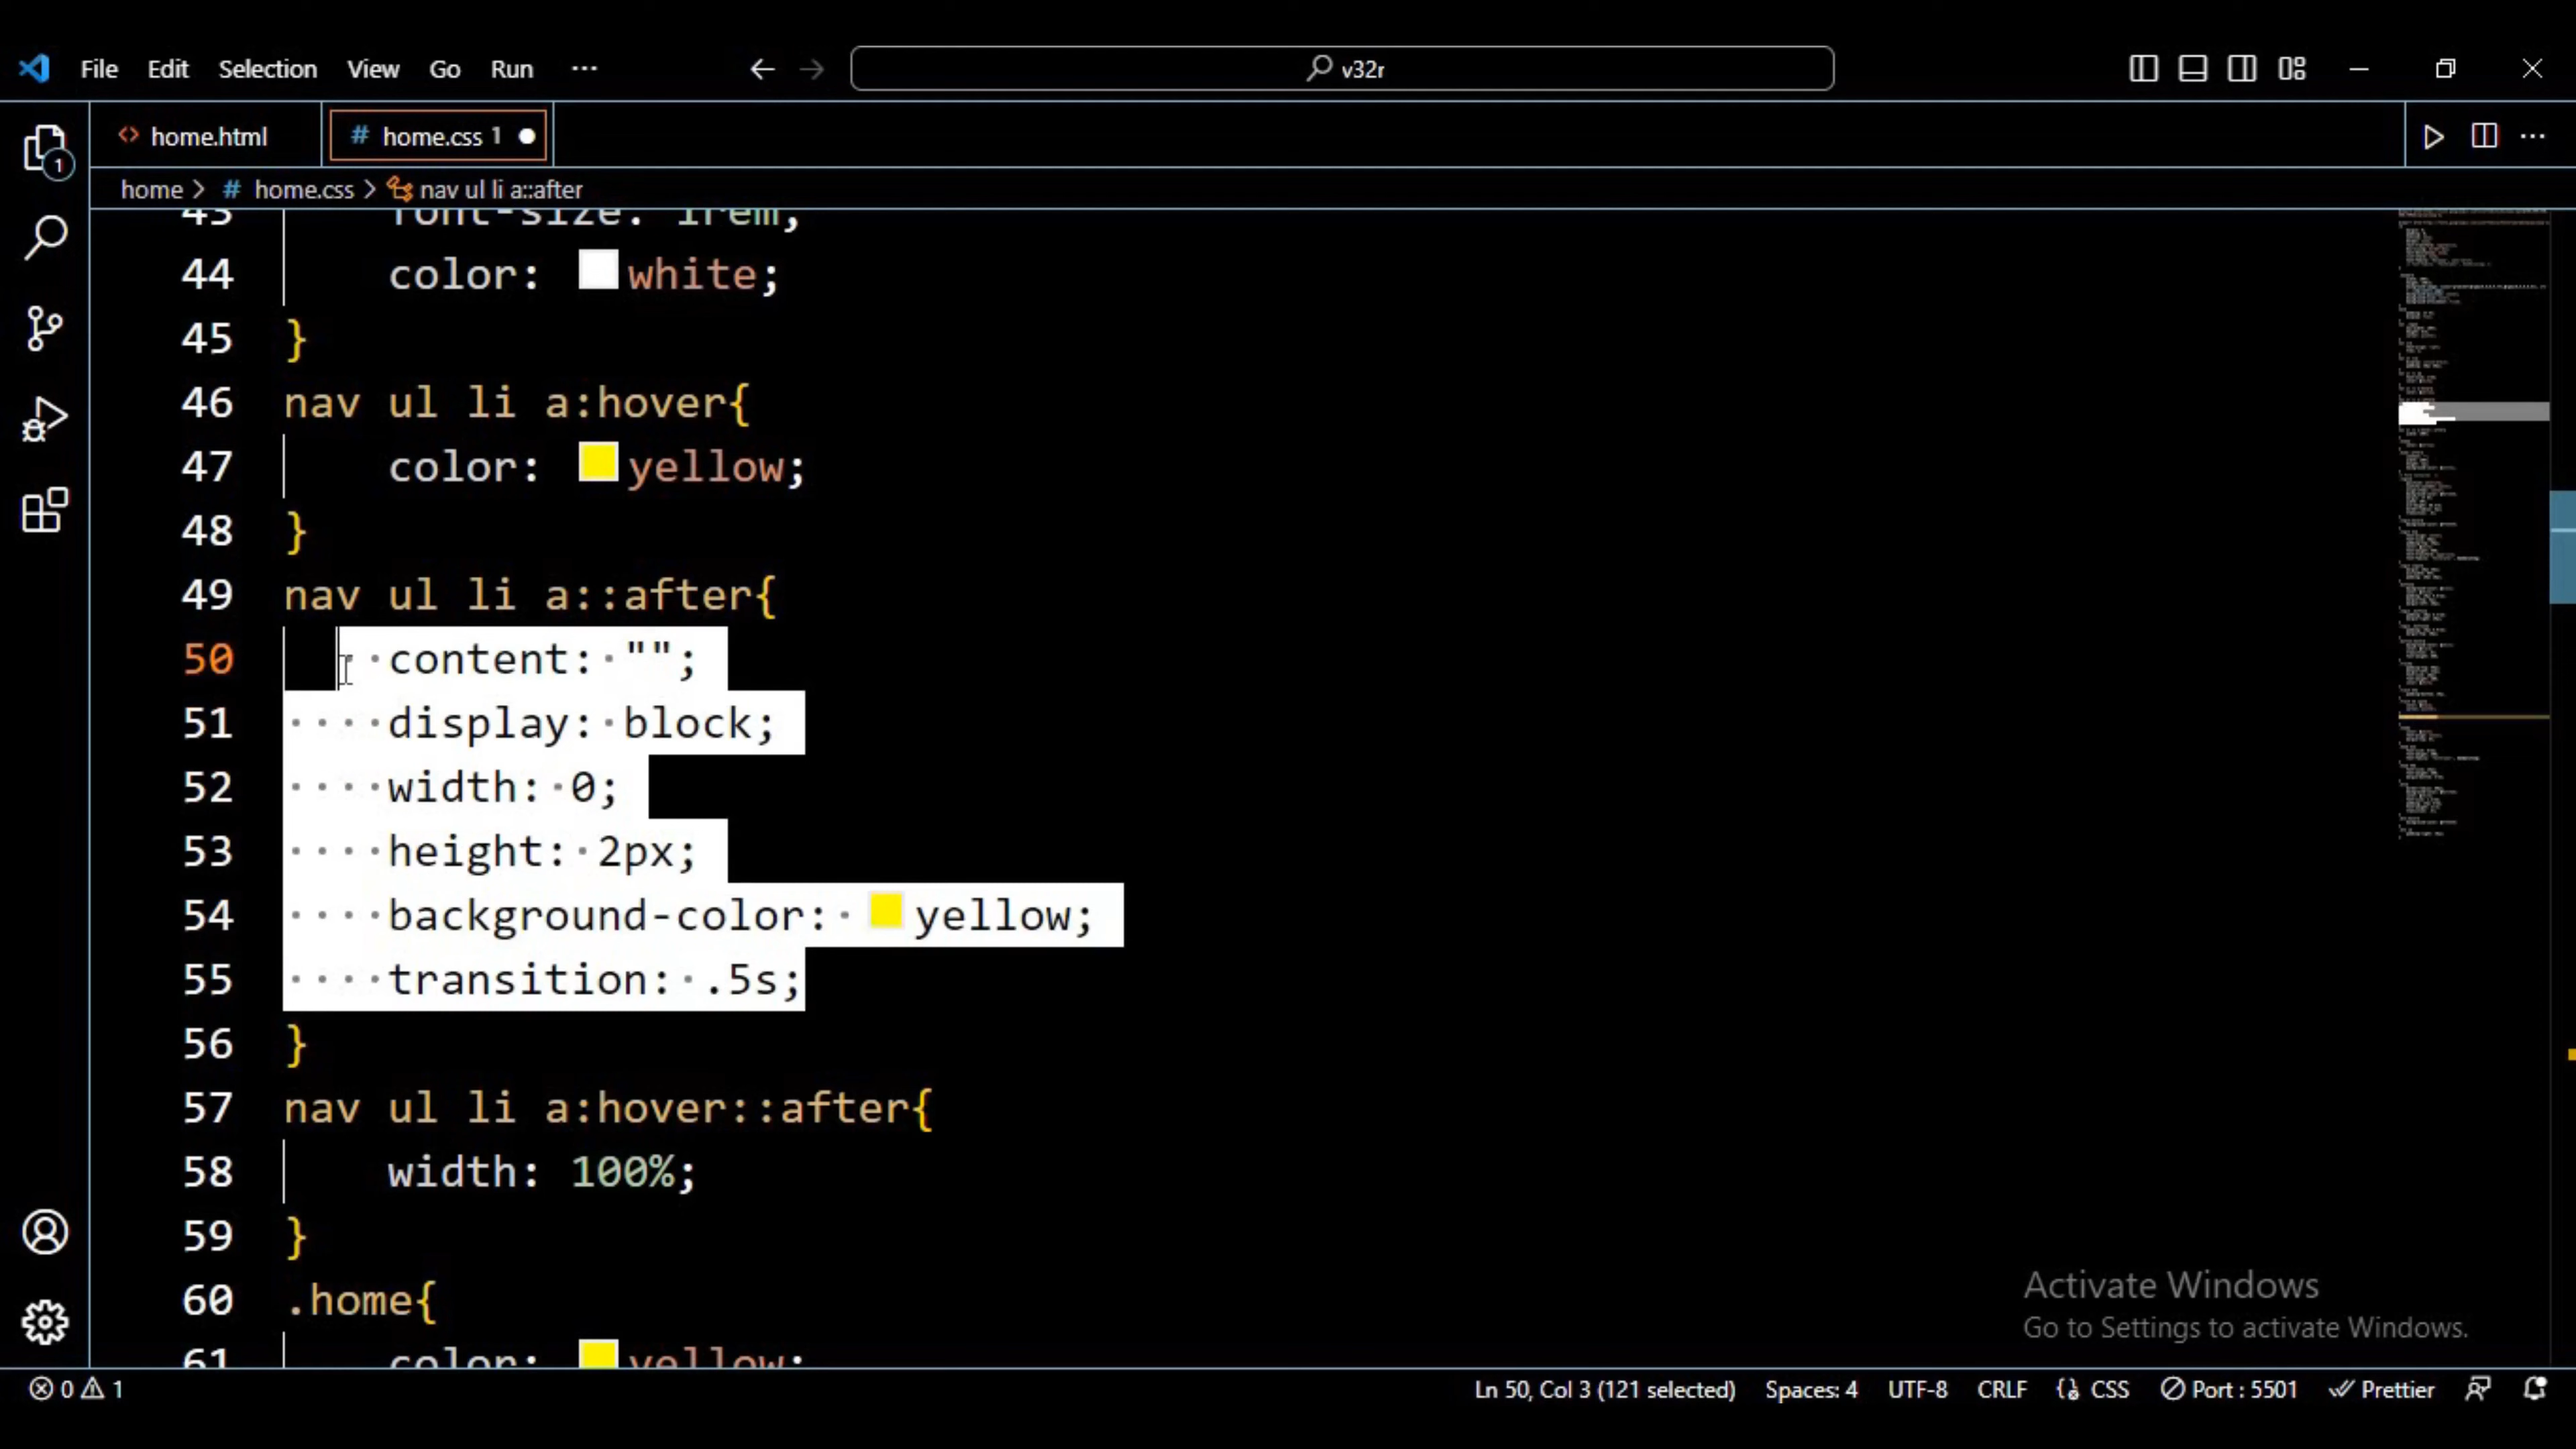 File Edit Selection View Go Run ··· v32r
home.html home.css 1
home > # home.css > nav ul li a::after
43 font-size: 1rem;
44 color: white;
45 }
46 nav ul li a:hover{
47 color: yellow;
48 }
49 nav ul li a::after{
50 content: "";
51 display: block;
52 width: 0;
53 height: 2px;
54 background-color: yellow;
55 transition: .5s;
56 }
57 nav ul li a:hover::after{
58 width: 100%;
59 }
60 .home{
61 color: yellow;
Activate Windows
Go to Settings to activate Windows.
0 1 Ln 50, Col 3 (121 selected) Spaces: 4 UTF-8 CRLF CSS Port : 5501 Prettier